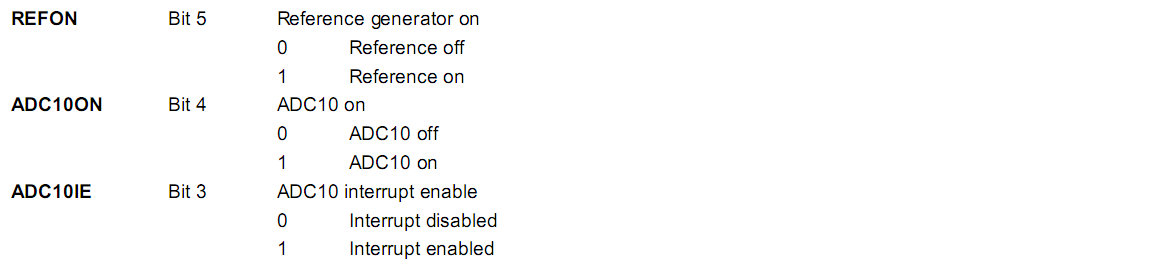 REFON Bit 5 Reference generator on
0 Reference off
1 Reference on
ADC10ON Bit 4 ADC10 on
0 ADC10 off
1 ADC10 on
ADC10IE Bit 3 ADC10 interrupt enable
0 Interrupt disabled
1 Interrupt enabled